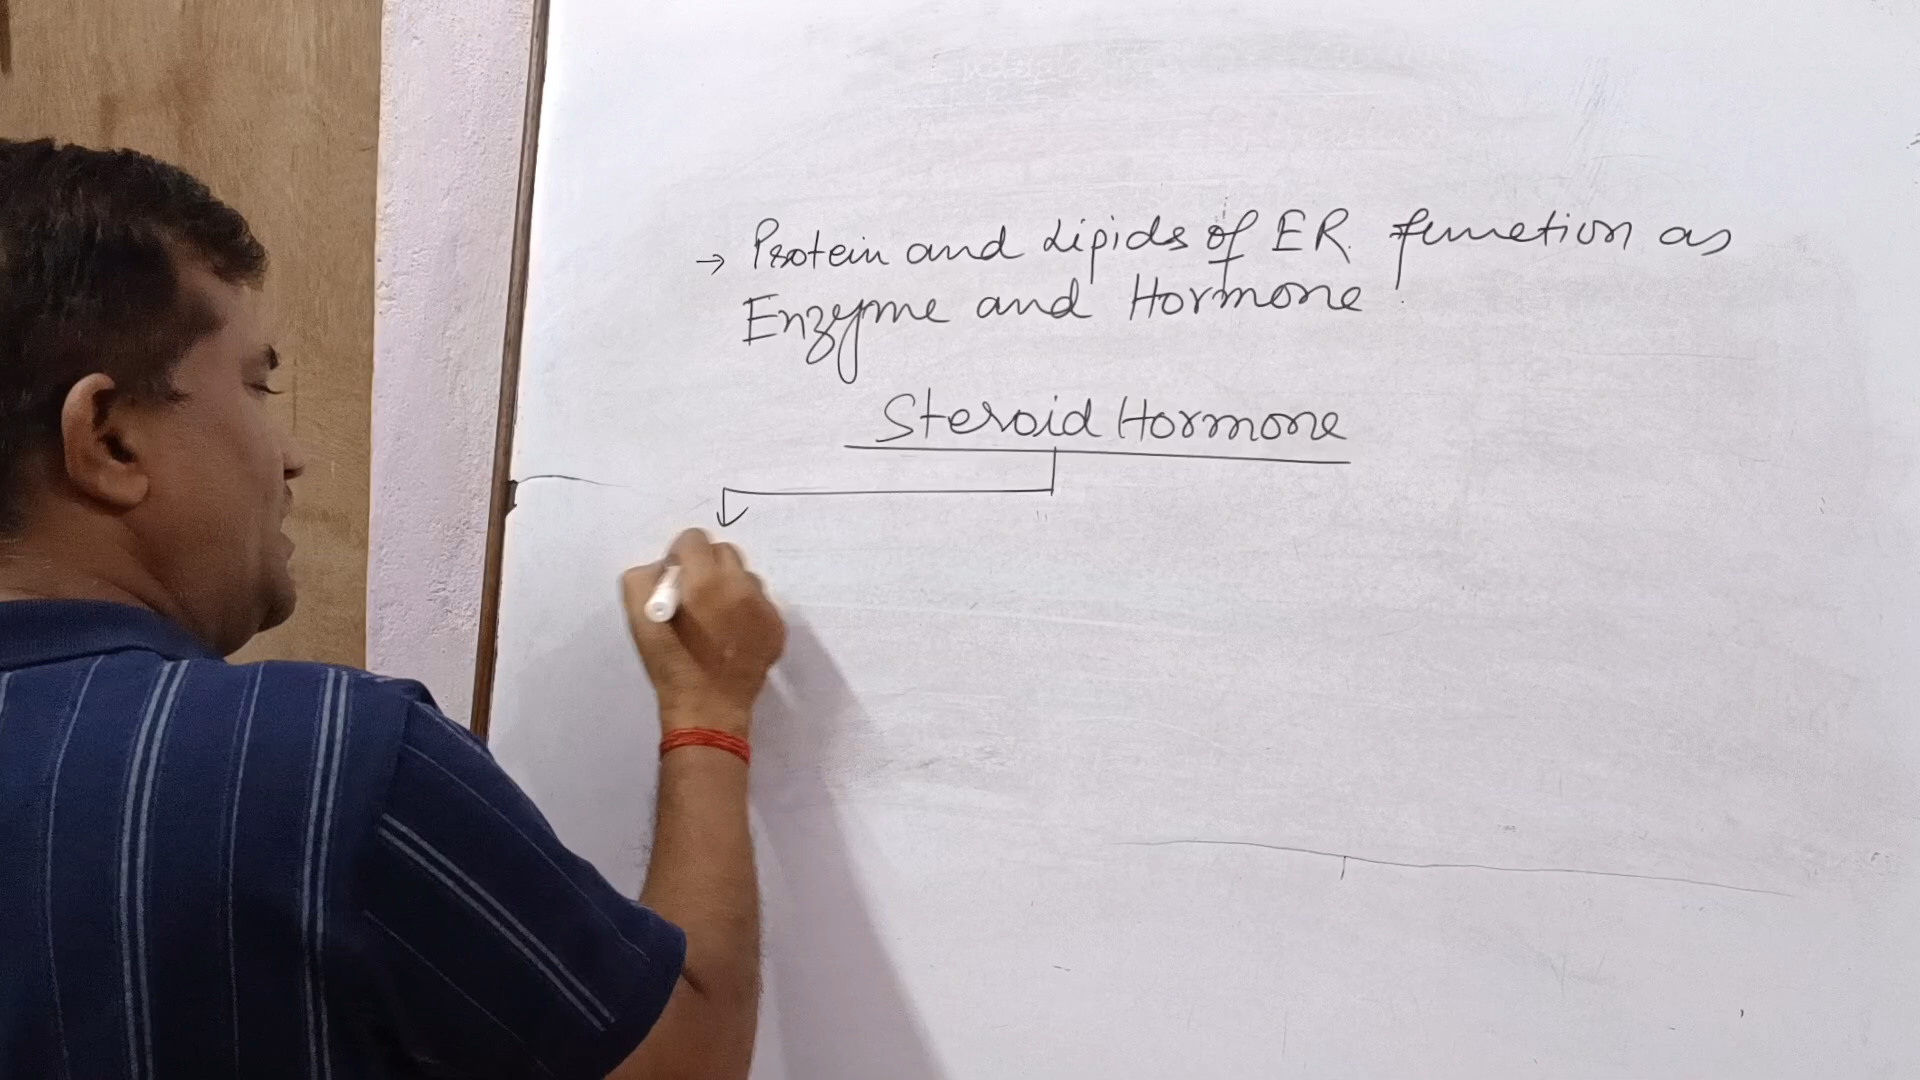 → Protein and Lipids of ER function as
Enzyme and Hormone.
Steroid Hormone